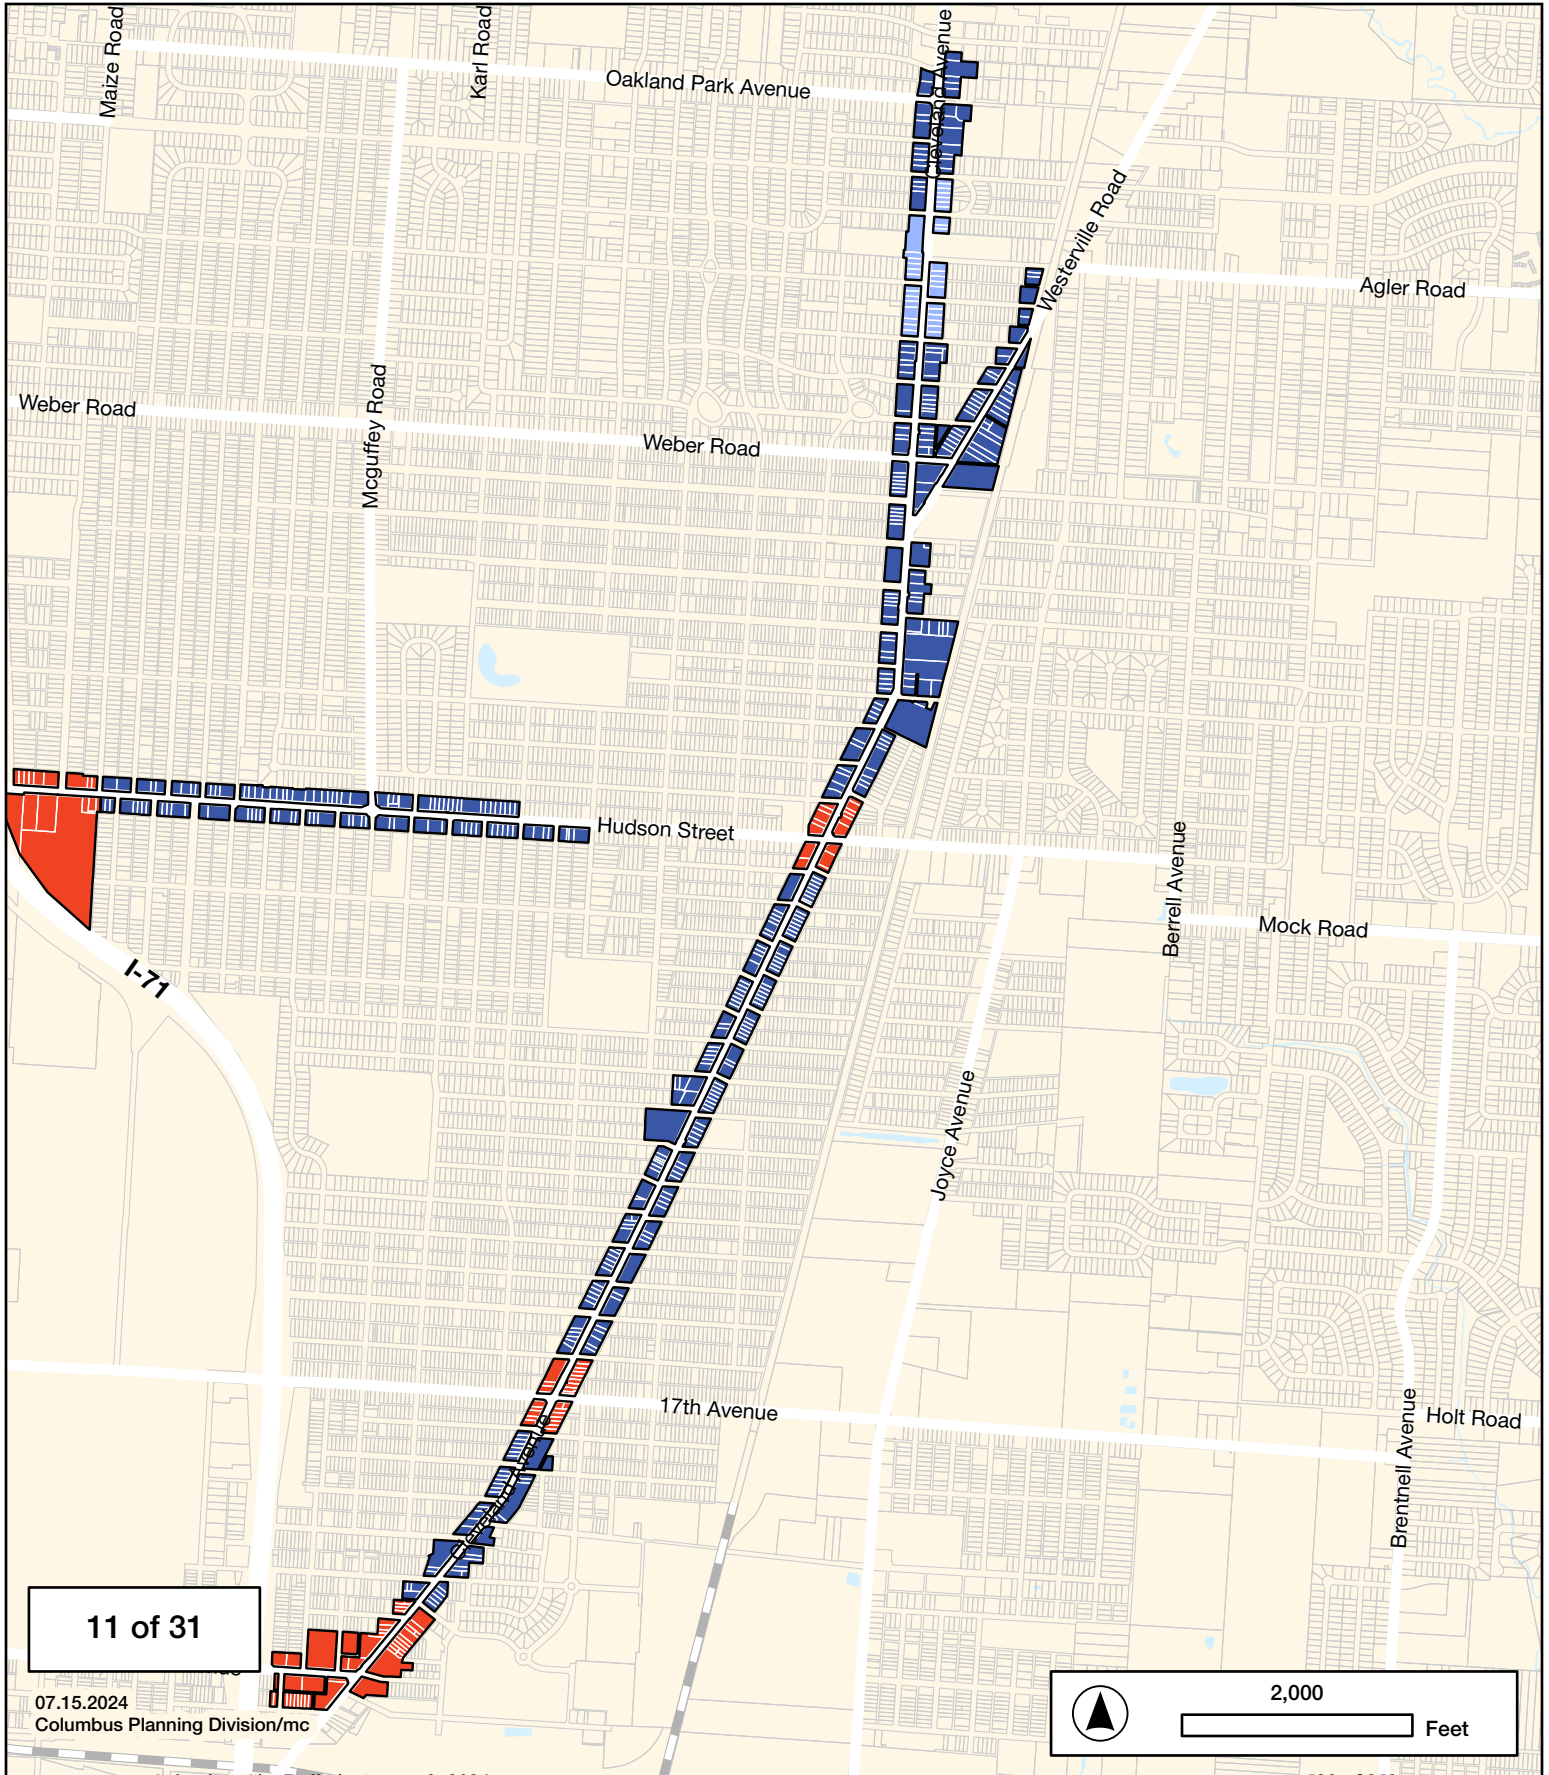 Maize Road
Karl Road
Cleveland Avenue
Oakland Park Avenue
Westerville Road
Agler Road
Weber Road
Mcguffey Road
Weber Road
Hudson Street
Berrell Avenue
Mock Road
I-71
Joyce Avenue
17th Avenue
Holt Road
Brentnell Avenue
Cleveland Avenue
11 of 31
07.15.2024
Columbus Planning Division/mc
2,000
Feet